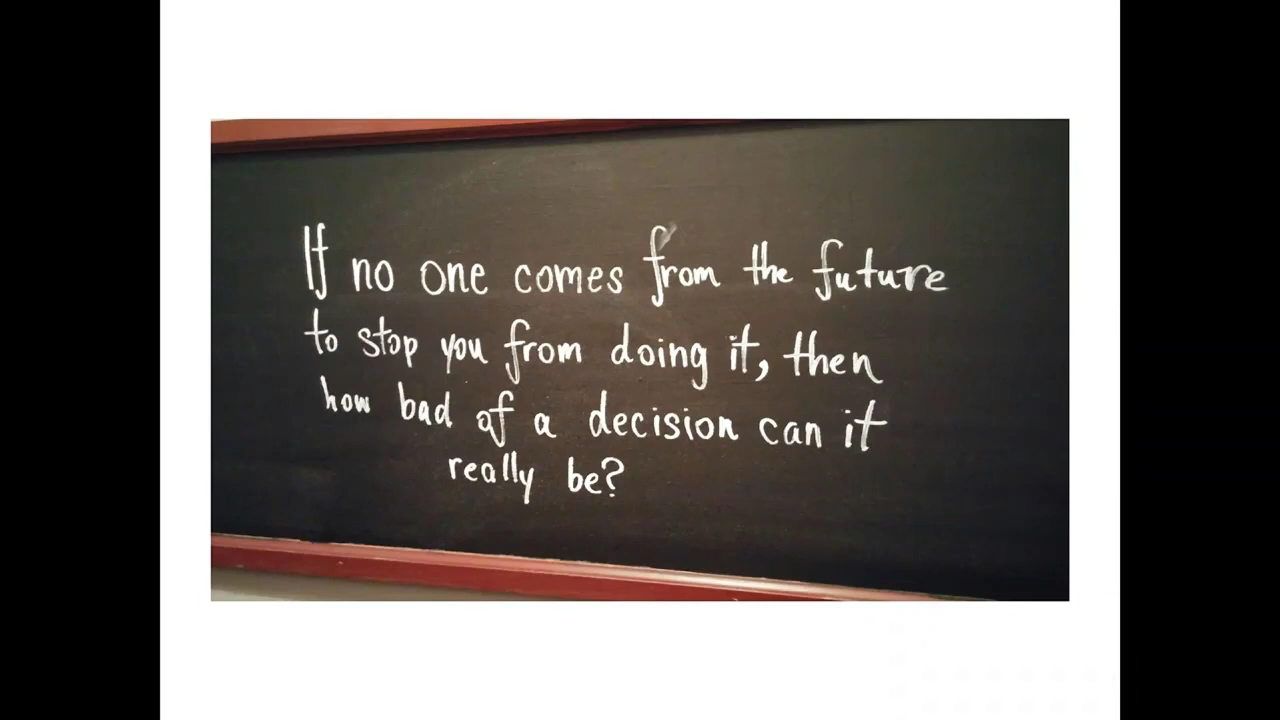 If no one comes from the future
to stop you from doing it, then
how bad of a decision can it
really be?